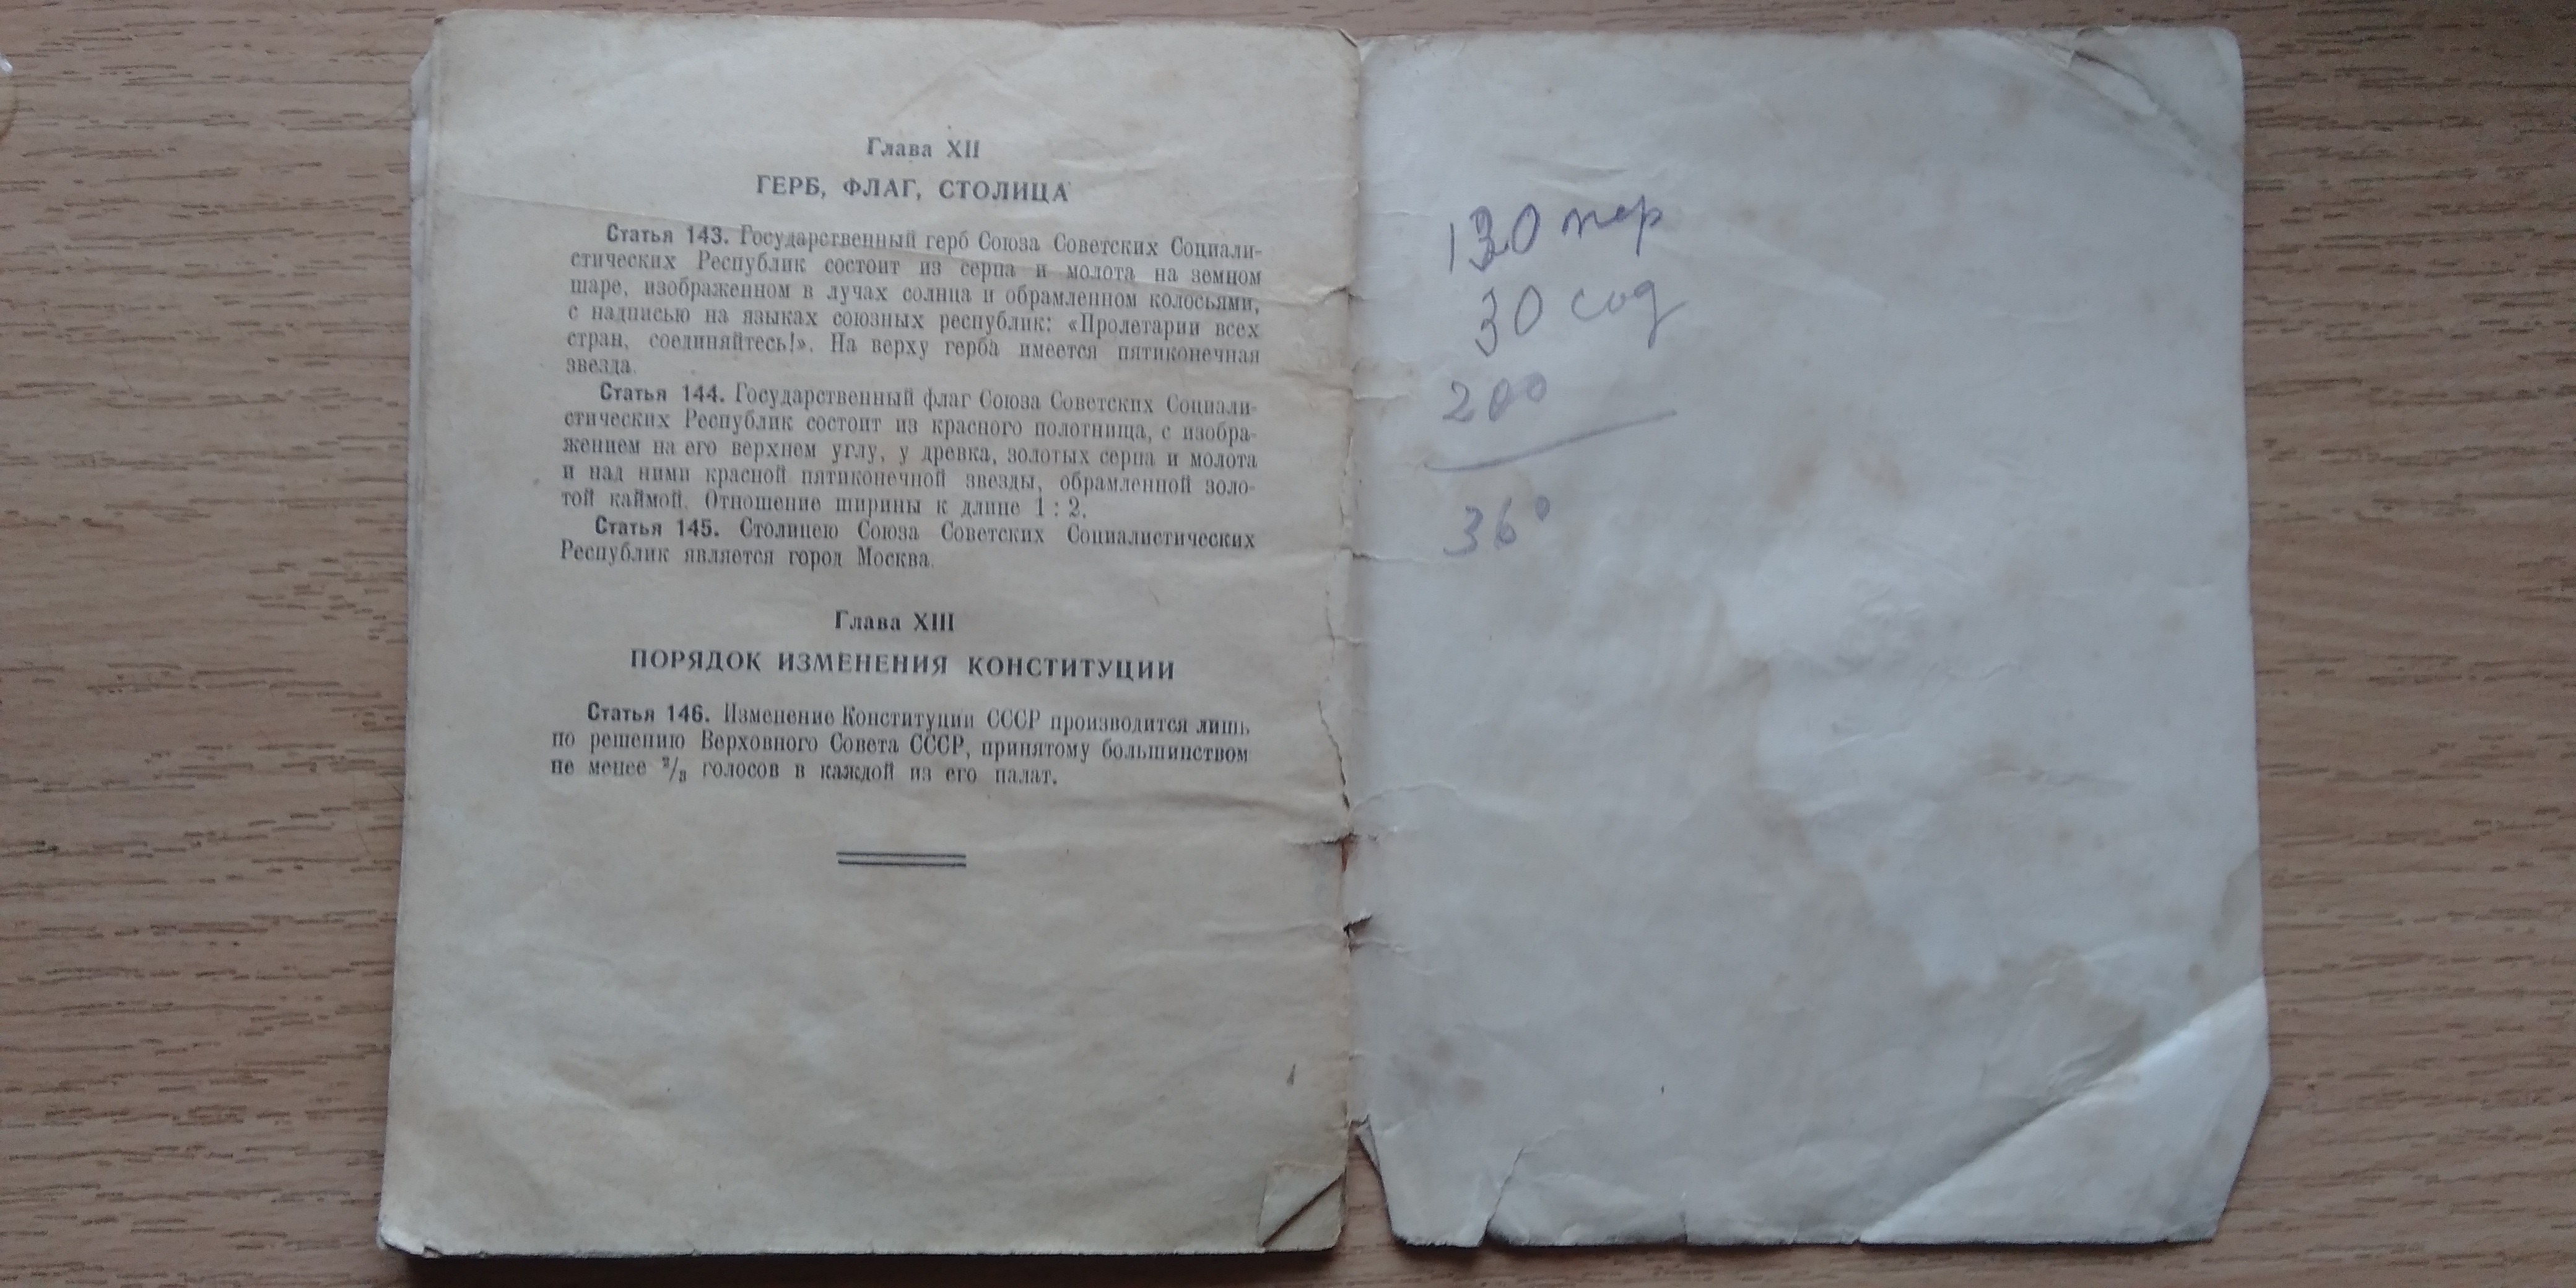 Глава XII
ГЕРБ, ФЛАГ, СТОЛИЦА
Статья 143. Государственный герб Союза Советских Социали-
стических Республик состоит из серпа и молота на земном
шаре, изображенном в лучах солнца и обрамленном колосьями,
с надписью на языках союзных республик: «Пролетарии всех
стран, соединяйтесь!». На верху герба имеется пятиконечная
звезда.
Статья 144. Государственный флаг Союза Советских Социали-
стических Республик состоит из красного полотнища, с изобра-
жением на его верхнем углу, у древка, золотых серпа и молота
и над ними красной пятиконечной звезды, обрамленной золо-
той каймой. Отношение ширины к длине 1 : 2.
Статья 145. Столицею Союза Советских Социалистических
Республик является город Москва.
Глава XIII
ПОРЯДОК ИЗМЕНЕНИЯ КОНСТИТУЦИИ
Статья 146. Изменение Конституции СССР производится лишь
по решению Верховного Совета СССР, принятому большинством
не менее ²/₃ голосов в каждой из его палат.
130 пер
30 сод
200
360